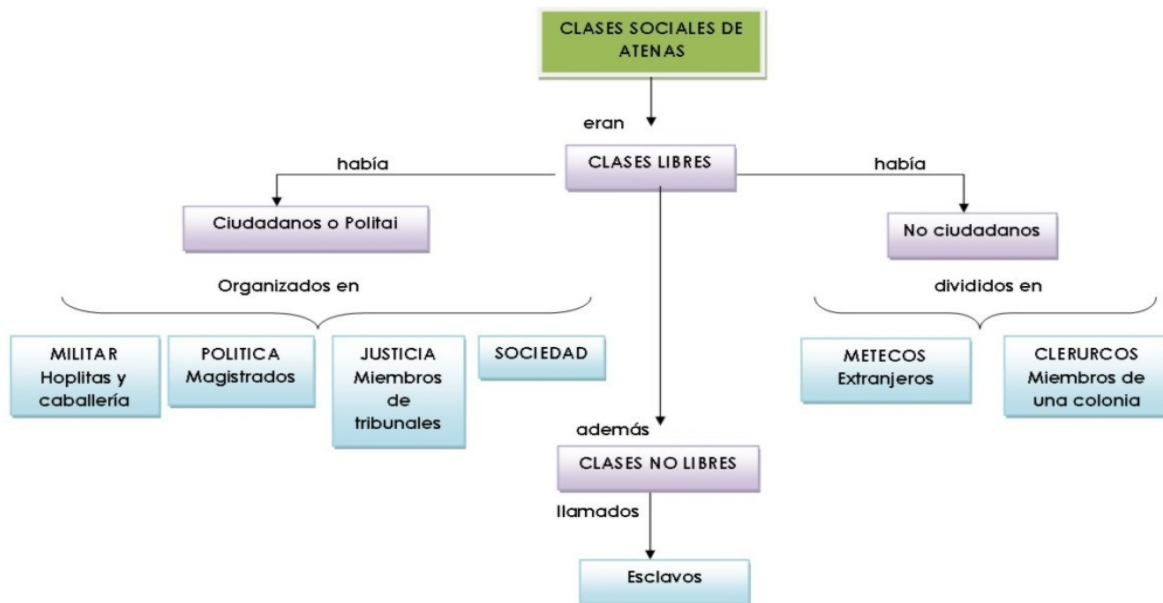 CLASES SOCIALES DE
ATENAS
eran
CLASES LIBRES
había
había
Ciudadanos o Politai
No ciudadanos
Organizados en
divididos en
MILITAR
Hoplitas y
caballería
POLITICA
Magistrados
JUSTICIA
Miembros
de
tribunales
SOCIEDAD
METECOS
Extranjeros
CLERURCOS
Miembros de
una colonia
además
CLASES NO LIBRES
llamados
Esclavos